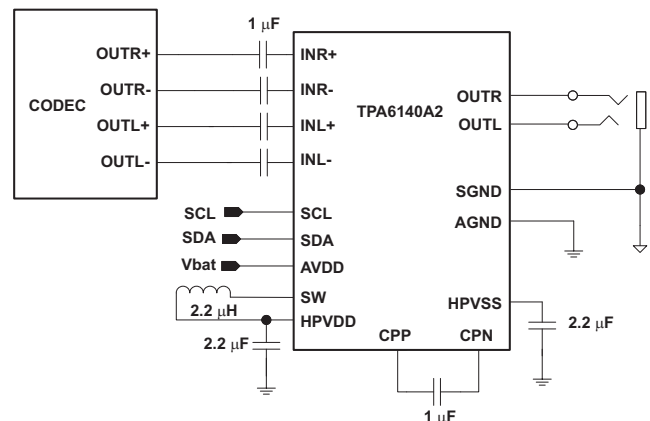 1 μF
OUTR+
INR+
OUTR-
INR-
TPA6140A2
OUTR
CODEC
OUTL+
INL+
OUTL
OUTL-
INL-
SGND
SCL
SCL
AGND
SDA
SDA
Vbat
AVDD
SW
HPVSS
2.2 μH
HPVDD
2.2 μF
2.2 μF
CPP
CPN
1 μF